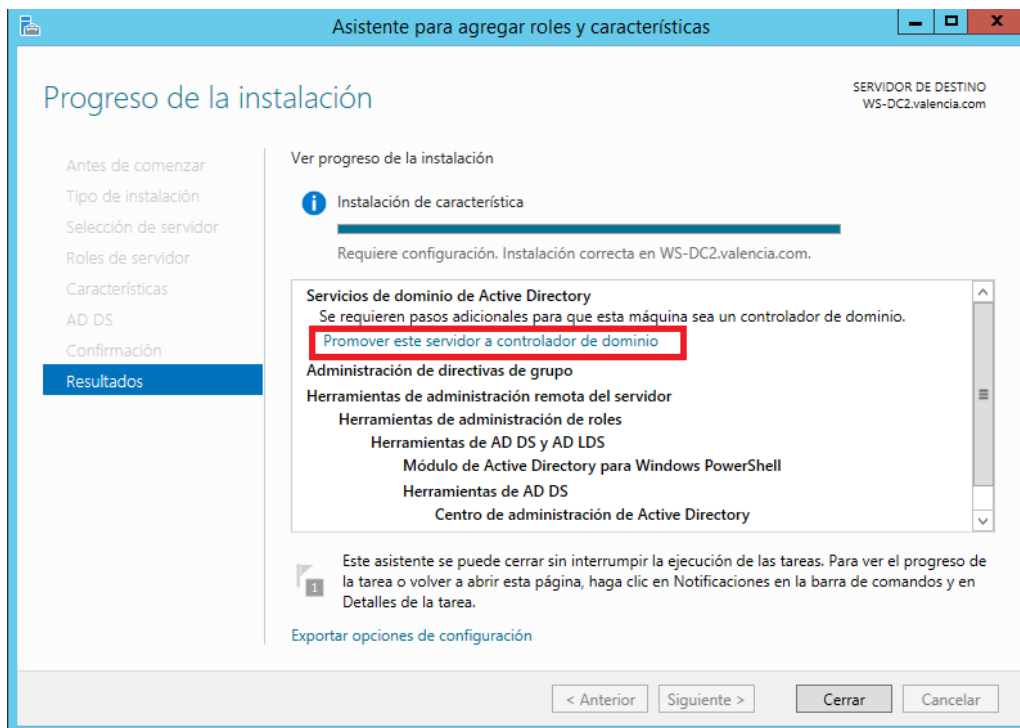 Asistente para agregar roles y características
Progreso de la instalación
SERVIDOR DE DESTINO
WS-DC2.valencia.com
Antes de comenzar
Tipo de instalación
Selección de servidor
Roles de servidor
Características
AD DS
Confirmación
Resultados
Ver progreso de la instalación
Instalación de característica
Requiere configuración. Instalación correcta en WS-DC2.valencia.com.
Servicios de dominio de Active Directory
Se requieren pasos adicionales para que esta máquina sea un controlador de dominio.
Promover este servidor a controlador de dominio
Administración de directivas de grupo
Herramientas de administración remota del servidor
Herramientas de administración de roles
Herramientas de AD DS y AD LDS
Módulo de Active Directory para Windows PowerShell
Herramientas de AD DS
Centro de administración de Active Directory
1
Este asistente se puede cerrar sin interrumpir la ejecución de las tareas. Para ver el progreso de
la tarea o volver a abrir esta página, haga clic en Notificaciones en la barra de comandos y en
Detalles de la tarea.
Exportar opciones de configuración
< Anterior
Siguiente >
Cerrar
Cancelar